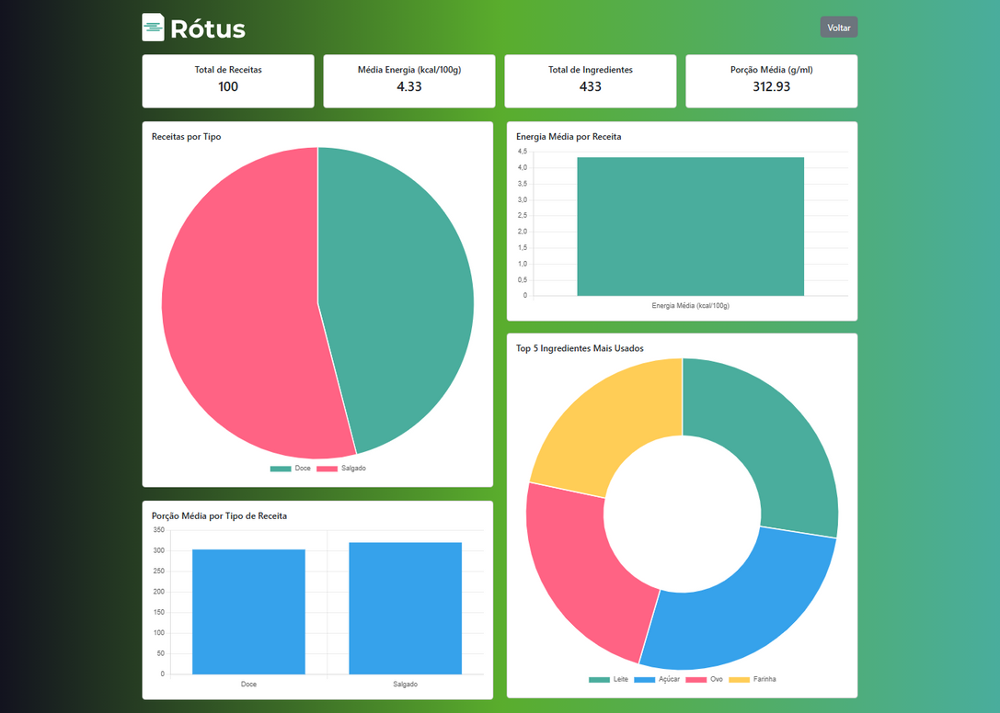 Rótus
Voltar
Total de Receitas
100
Média Energia (kcal/100g)
4.33
Total de Ingredientes
433
Porção Média (g/ml)
312.93
Receitas por Tipo
Doce Salgado
Energia Média por Receita
4,5
4,0
3,5
3,0
2,5
2,0
1,5
1,0
0,5
0
Energia Média (kcal/100g)
Porção Média por Tipo de Receita
350
300
250
200
150
100
50
0
Doce Salgado
Top 5 Ingredientes Mais Usados
Leite Açúcar Ovo Farinha